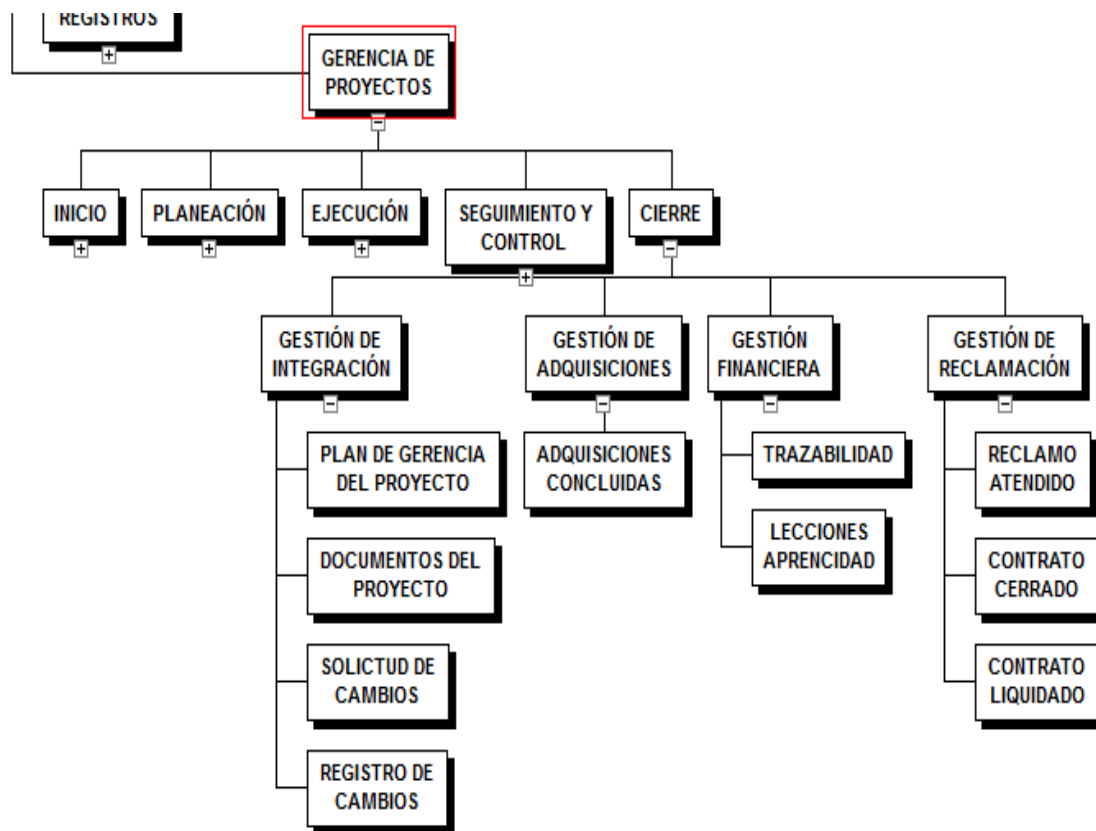 REGISTROS
GERENCIA DE
PROYECTOS
INICIO
PLANEACIÓN
EJECUCIÓN
SEGUIMIENTO Y
CONTROL
CIERRE
GESTIÓN DE
INTEGRACIÓN
GESTIÓN DE
ADQUISICIONES
GESTIÓN
FINANCIERA
GESTIÓN DE
RECLAMACIÓN
PLAN DE GERENCIA
DEL PROYECTO
DOCUMENTOS DEL
PROYECTO
SOLICTUD DE
CAMBIOS
REGISTRO DE
CAMBIOS
ADQUISICIONES
CONCLUIDAS
TRAZABILIDAD
LECCIONES
APRENCIDAD
RECLAMO
ATENDIDO
CONTRATO
CERRADO
CONTRATO
LIQUIDADO